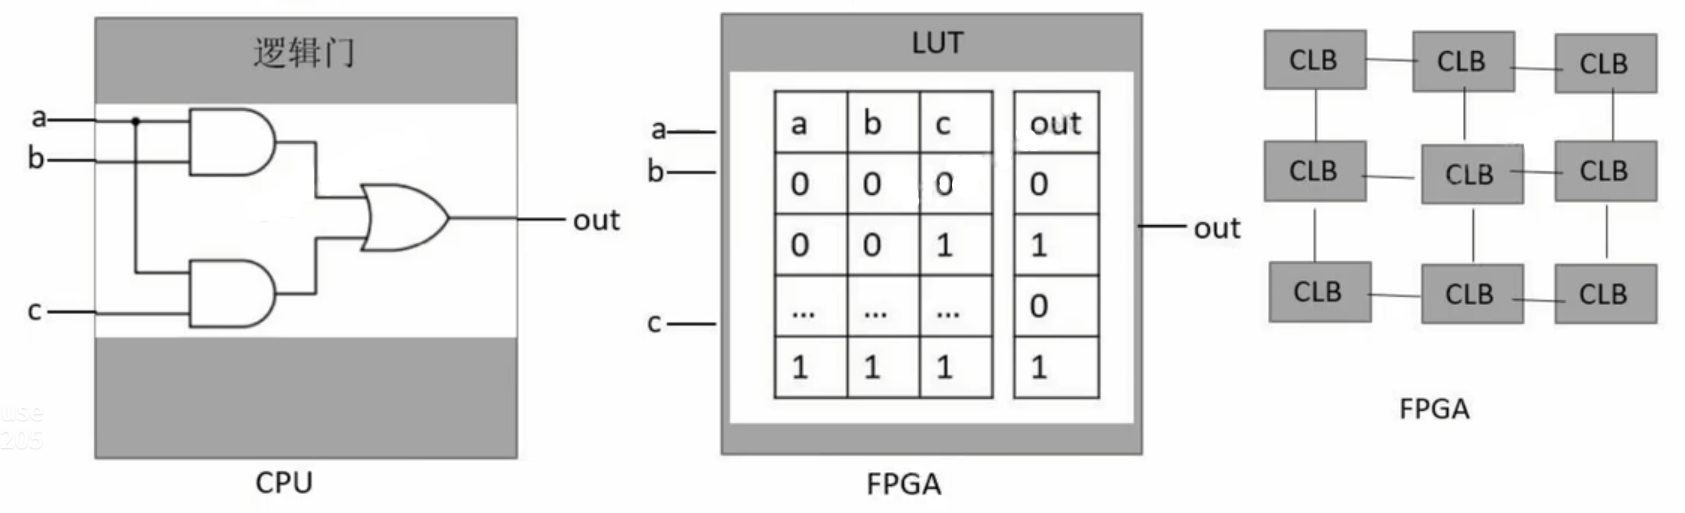 逻辑门
a
b
c
out
CPU
LUT
a
b
c
a b c out
0 0 0 0
0 0 1 1
... ... ... 0
1 1 1 1
out
FPGA
CLB CLB CLB
CLB CLB CLB
CLB CLB CLB
FPGA
use
205